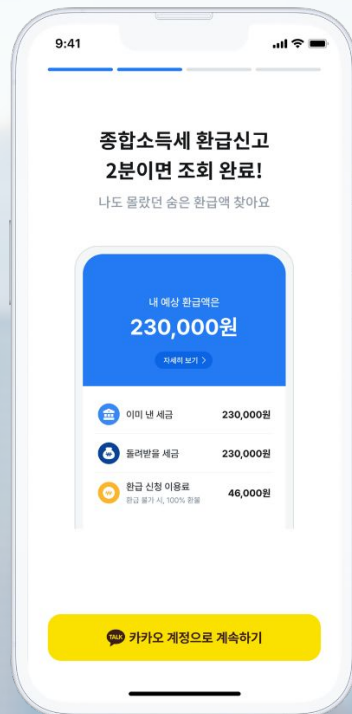 9:41
종합소득세 환급신고
2분이면 조회 완료!
나도 몰랐던 숨은 환급액 찾아요
내 예상 환급액은
230,000원
자세히 보기 >
이미 낸 세금 230,000원
돌려받을 세금 230,000원
환급 신청 이용료 46,000원
환급 불가 시, 100% 환불
TALK 카카오 계정으로 계속하기